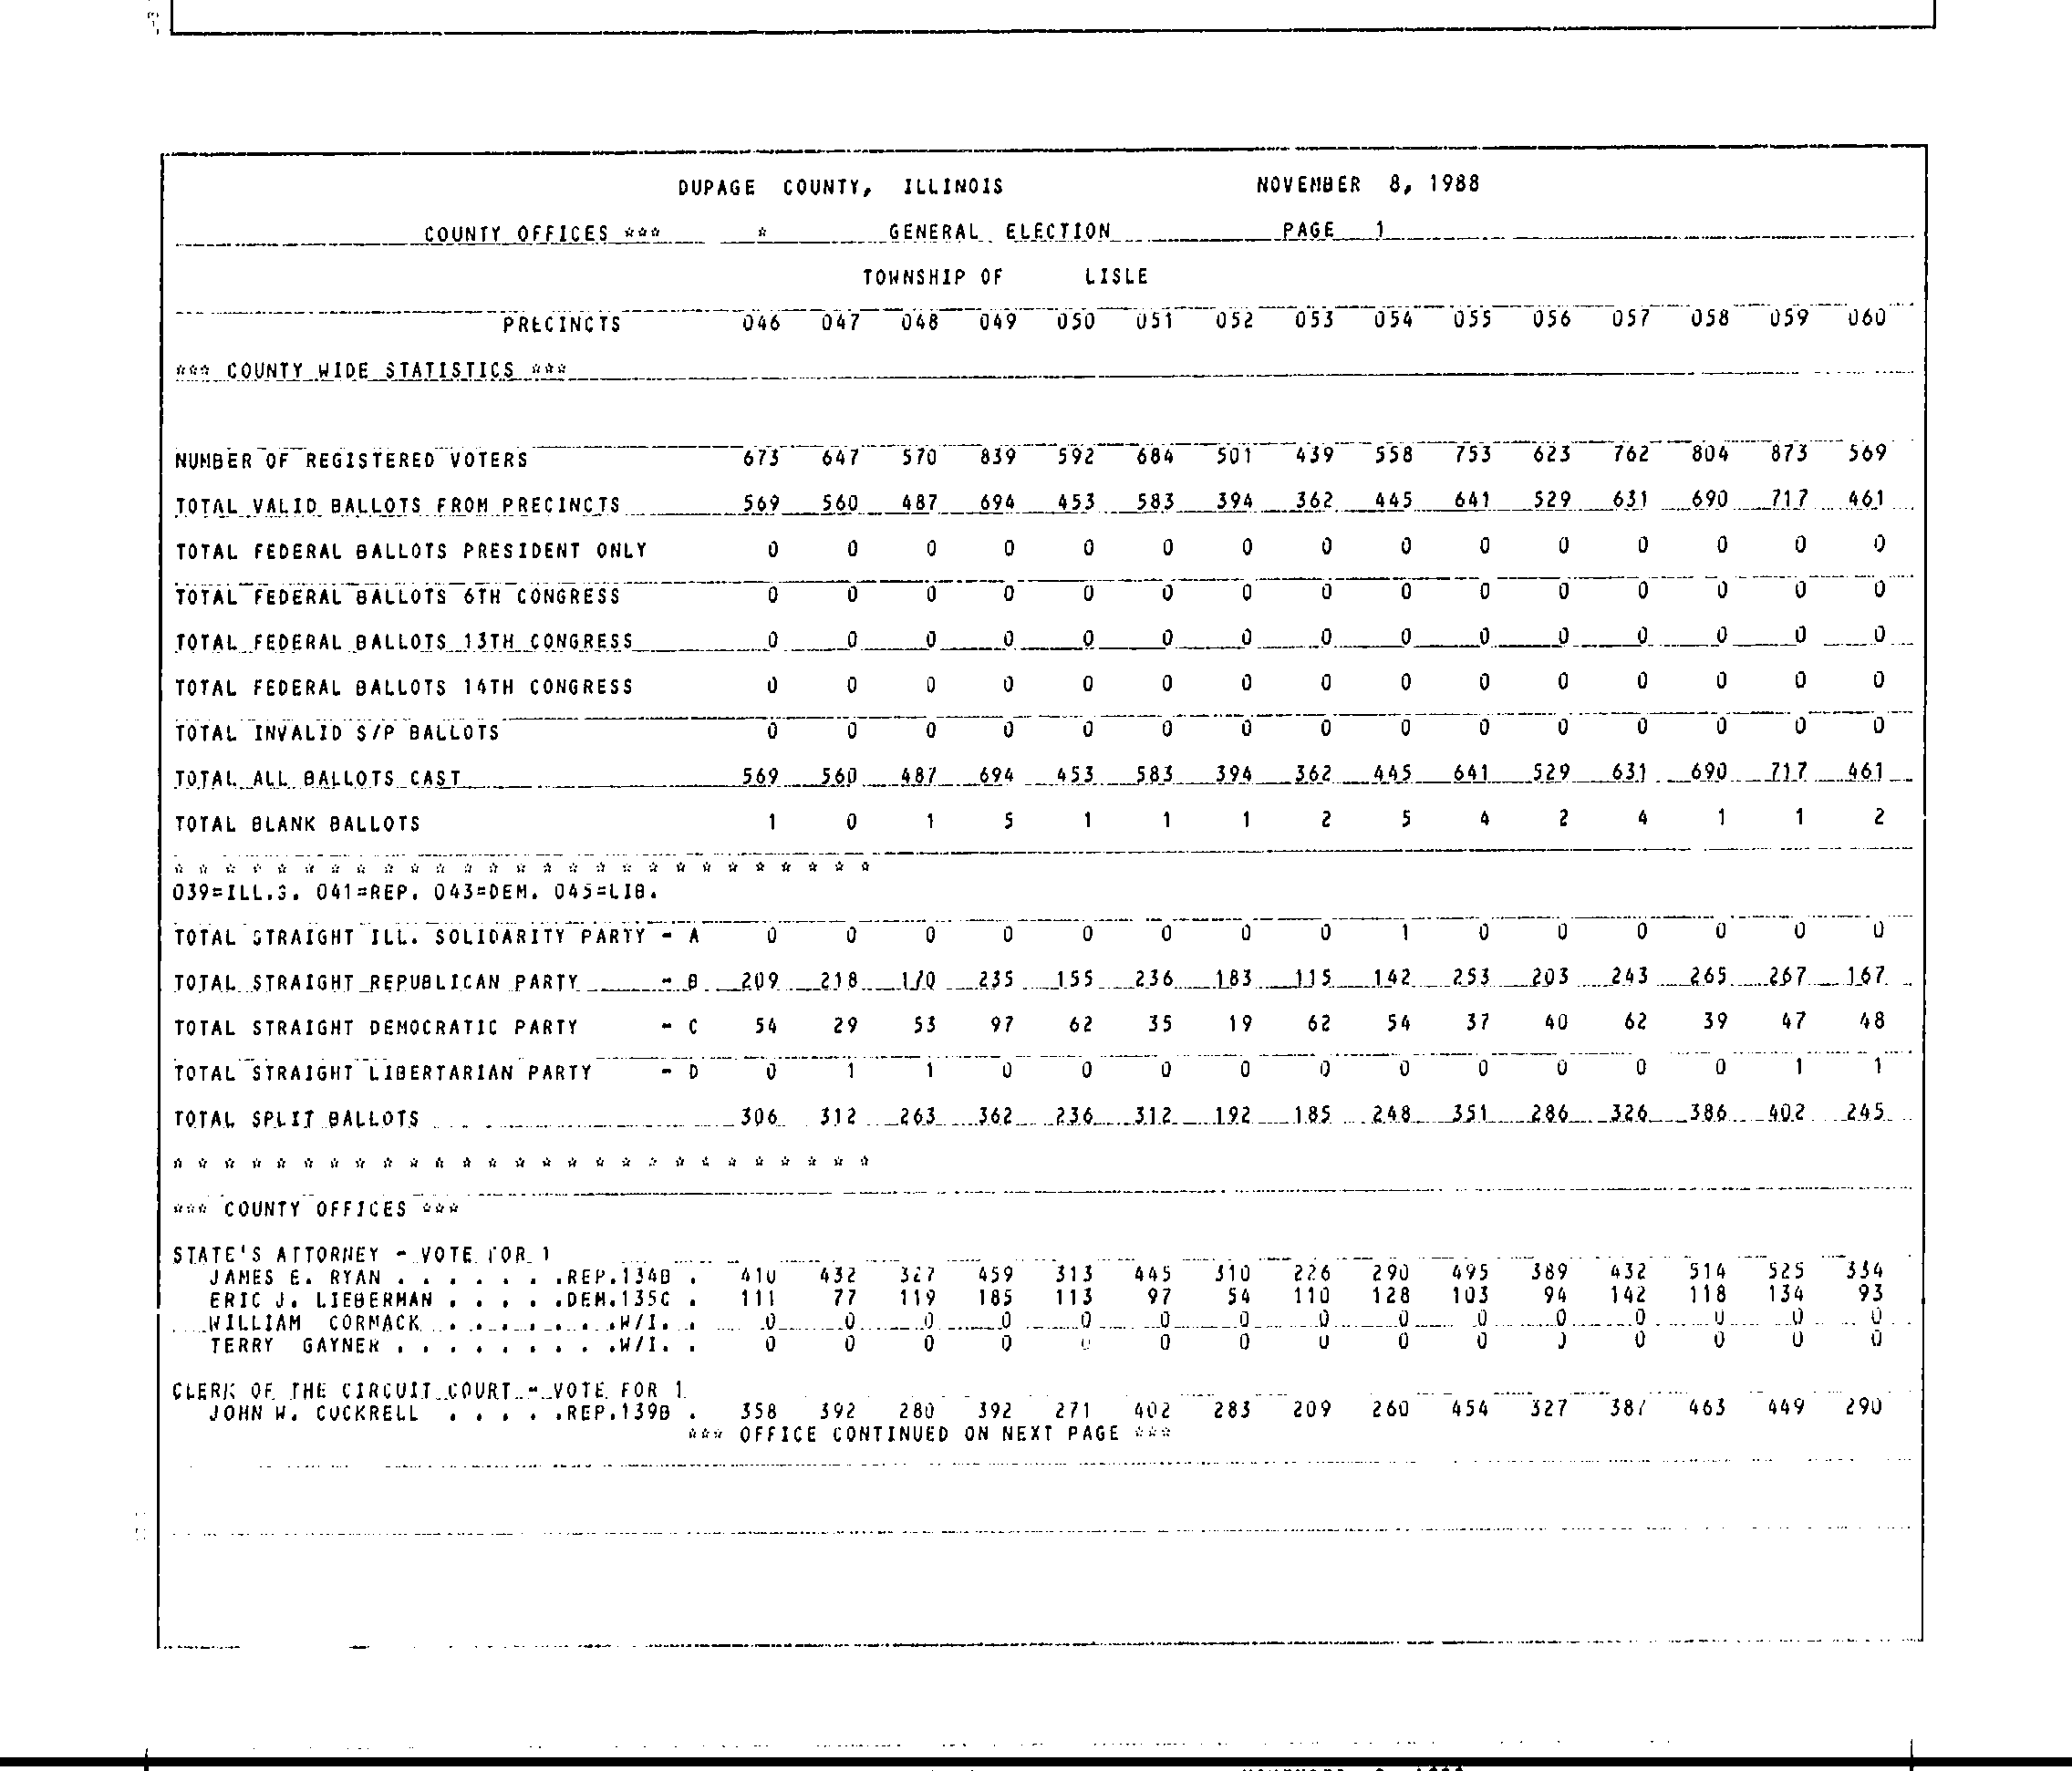 DUPAGE COUNTY, ILLINOIS NOVEMBER 8, 1988
COUNTY OFFICES *** * GENERAL ELECTION PAGE 1
TOWNSHIP OF LISLE
PRECINCTS 046 047 048 049 050 051 052 053 054 055 056 057 058 059 060
*** COUNTY WIDE STATISTICS ***
NUMBER OF REGISTERED VOTERS 673 647 570 839 592 684 501 439 558 753 623 762 804 873 569
TOTAL VALID BALLOTS FROM PRECINCTS 569 560 487 694 453 583 394 362 445 641 529 631 690 717 461
TOTAL FEDERAL BALLOTS PRESIDENT ONLY 0 0 0 0 0 0 0 0 0 0 0 0 0 0 0
TOTAL FEDERAL BALLOTS 6TH CONGRESS 0 0 0 0 0 0 0 0 0 0 0 0 0 0 0
TOTAL FEDERAL BALLOTS 13TH CONGRESS 0 0 0 0 0 0 0 0 0 0 0 0 0 0 0
TOTAL FEDERAL BALLOTS 14TH CONGRESS 0 0 0 0 0 0 0 0 0 0 0 0 0 0 0
TOTAL INVALID S/P BALLOTS 0 0 0 0 0 0 0 0 0 0 0 0 0 0 0
TOTAL ALL BALLOTS CAST 569 560 487 694 453 583 394 362 445 641 529 631 690 717 461
TOTAL BLANK BALLOTS 1 0 1 5 1 1 1 2 5 4 2 4 1 1 2
* * * * * * * * * * * * * * * * * * * * * * * * * * *
039=ILL.S. 041=REP. 043=DEM. 045=LIB.
TOTAL STRAIGHT ILL. SOLIDARITY PARTY - A 0 0 0 0 0 0 0 0 1 0 0 0 0 0 0
TOTAL STRAIGHT REPUBLICAN PARTY - B 209 218 170 235 155 236 183 115 142 253 203 243 265 267 167
TOTAL STRAIGHT DEMOCRATIC PARTY - C 54 29 53 97 62 35 19 62 54 37 40 62 39 47 48
TOTAL STRAIGHT LIBERTARIAN PARTY - D 0 1 1 0 0 0 0 0 0 0 0 0 0 1 1
TOTAL SPLIT BALLOTS 306 312 263 362 236 312 192 185 248 351 286 326 386 402 245
* * * * * * * * * * * * * * * * * * * * * * * * * * *
*** COUNTY OFFICES ***
STATE'S ATTORNEY - VOTE FOR 1
JAMES E. RYAN . . . . . . .REP.134B . 410 432 327 459 313 445 310 226 290 495 389 432 514 525 334
ERIC J. LIEBERMAN . . . . .DEM.135C . 111 77 119 185 113 97 54 110 128 103 94 142 118 134 93
WILLIAM CORMACK . . . . . . .W/I. . 0 0 0 0 0 0 0 0 0 0 0 0 0 0 0
TERRY GAYNER . . . . . . . . .W/I. . 0 0 0 0 0 0 0 0 0 0 0 0 0 0 0
CLERK OF THE CIRCUIT COURT - VOTE FOR 1
JOHN W. COCKRELL . . . . .REP.139B . 358 392 280 392 271 402 283 209 260 454 327 387 463 449 290
*** OFFICE CONTINUED ON NEXT PAGE ***